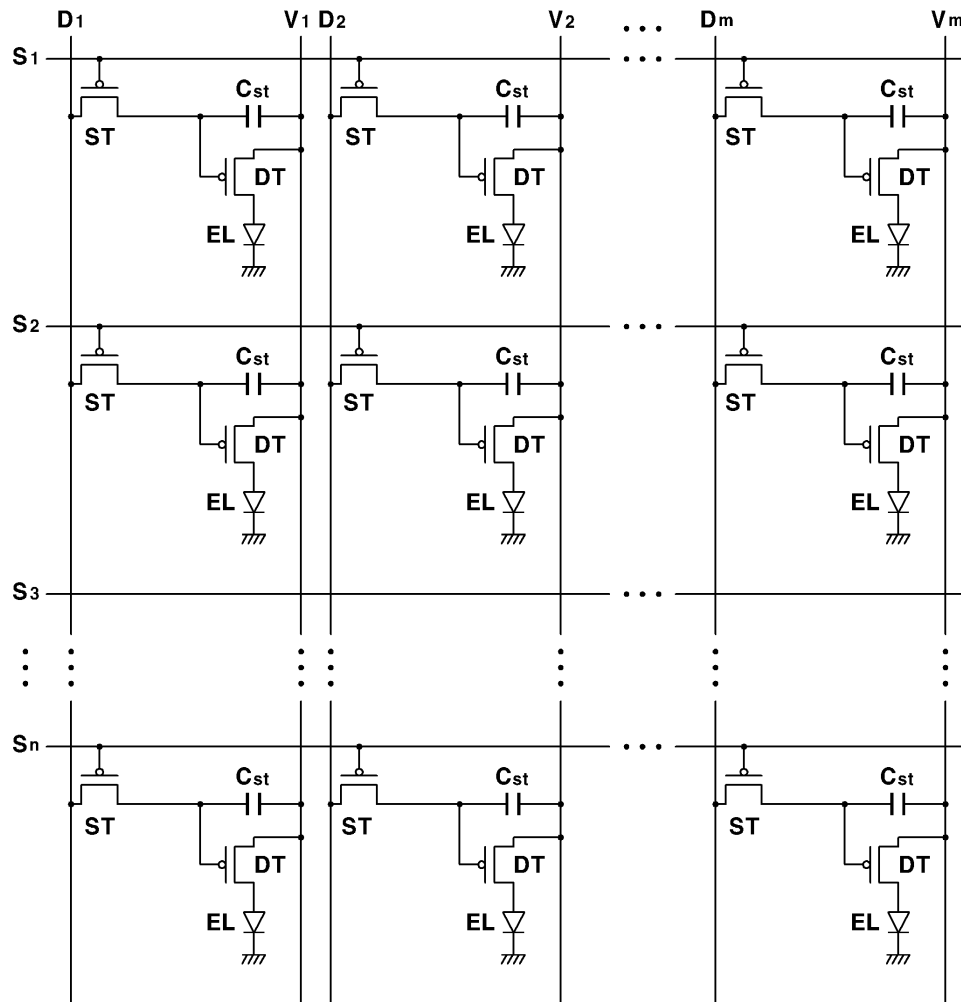 D1 V1 D2 V2 ... Dm Vm
S1 ...
Cst Cst Cst
ST ST ST
DT DT DT
EL EL EL
S2 ...
Cst Cst Cst
ST ST ST
DT DT DT
EL EL EL
S3 ...
Sn ...
Cst Cst Cst
ST ST ST
DT DT DT
EL EL EL